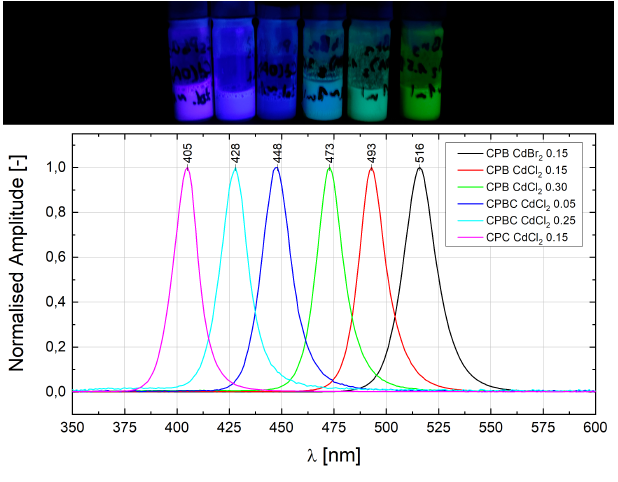 405
428
448
473
493
516
CPB CdBr₂ 0.15
CPB CdCl₂ 0.15
CPB CdCl₂ 0.30
CPBC CdCl₂ 0.05
CPBC CdCl₂ 0.25
CPC CdCl₂ 0.15
Normalised Amplitude [-]
1,0
0,8
0,6
0,4
0,2
0,0
350 375 400 425 450 475 500 525 550 575 600
λ [nm]